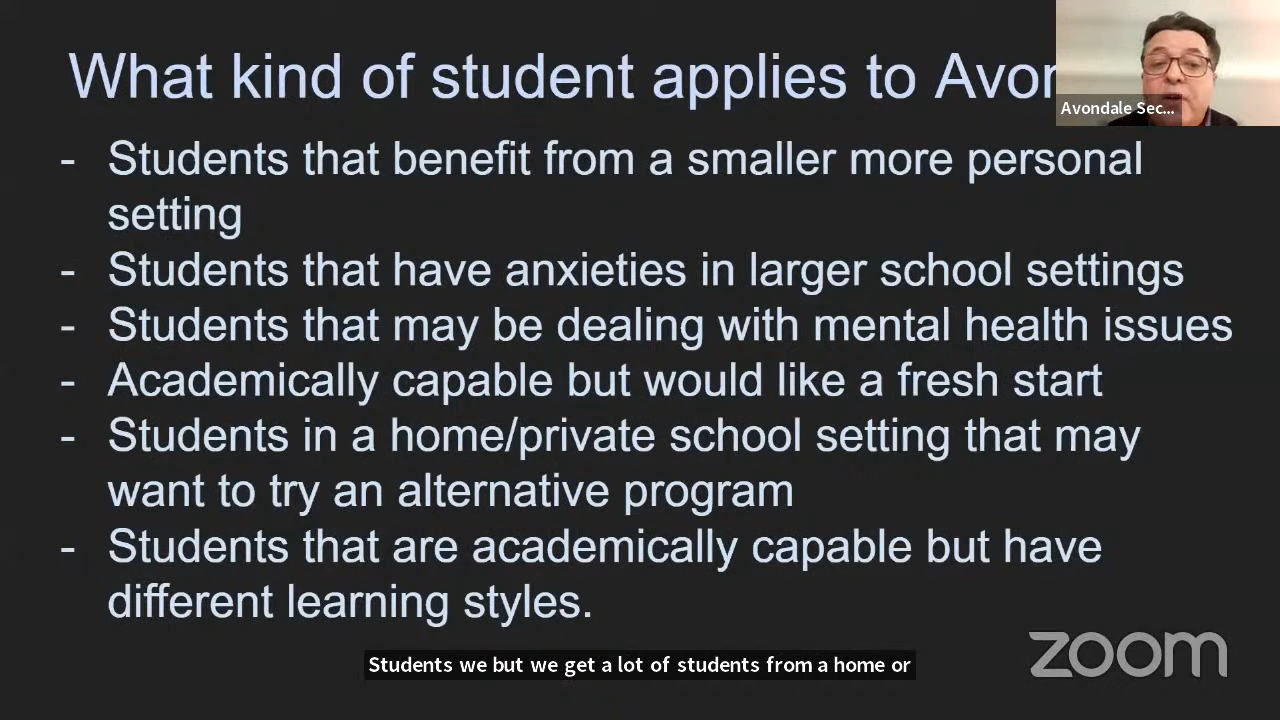 What kind of student applies to Avon
Avondale Sec...
- Students that benefit from a smaller more personal
setting
- Students that have anxieties in larger school settings
- Students that may be dealing with mental health issues
- Academically capable but would like a fresh start
- Students in a home/private school setting that may
want to try an alternative program
- Students that are academically capable but have
different learning styles.
Students we but we get a lot of students from a home or
zoom